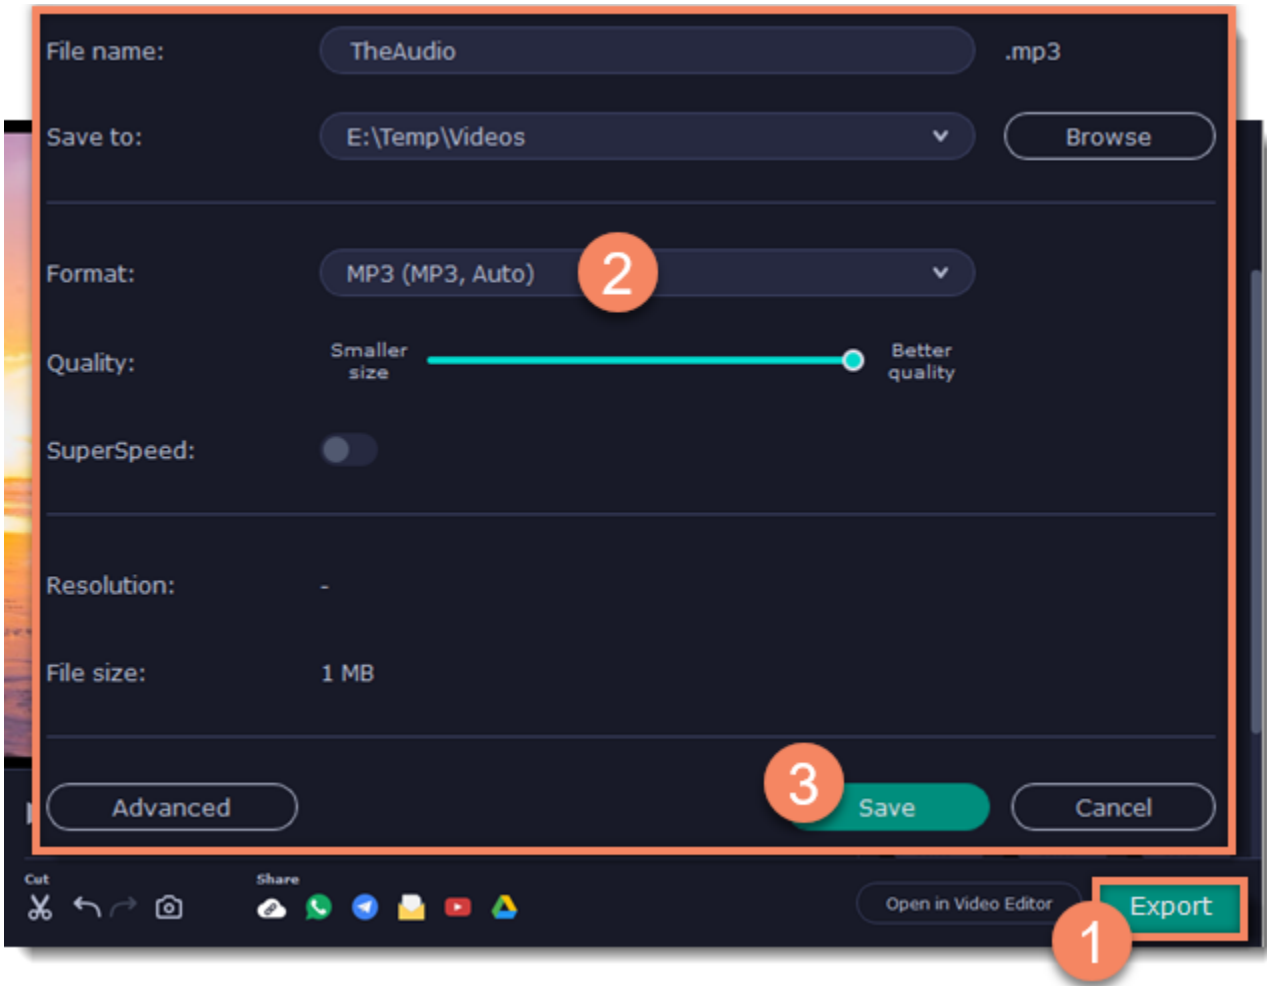 File name: TheAudio .mp3
Save to: E:\Temp\Videos Browse
Format: MP3 (MP3, Auto) 2
Quality: Smaller size Better quality
SuperSpeed:
Resolution: -
File size: 1 MB
Advanced 3 Save Cancel
Cut Share
Open in Video Editor 1 Export